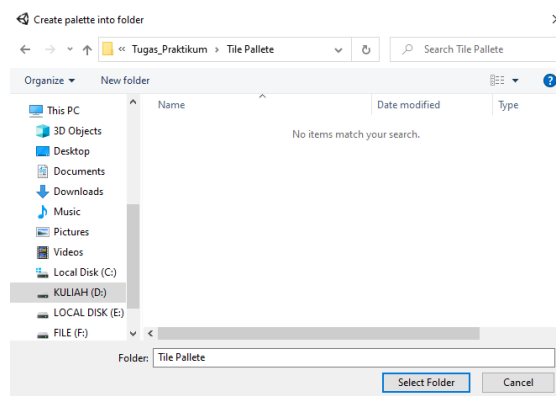 Create palette into folder
« Tugas_Praktikum › Tile Pallete
Search Tile Pallete
Organize
New folder
?
Name
Date modified
Type
No items match your search.
This PC
3D Objects
Desktop
Documents
Downloads
Music
Pictures
Videos
Local Disk (C:)
KULIAH (D:)
LOCAL DISK (E:)
FILE (F:)
Folder: Tile Pallete
Select Folder
Cancel